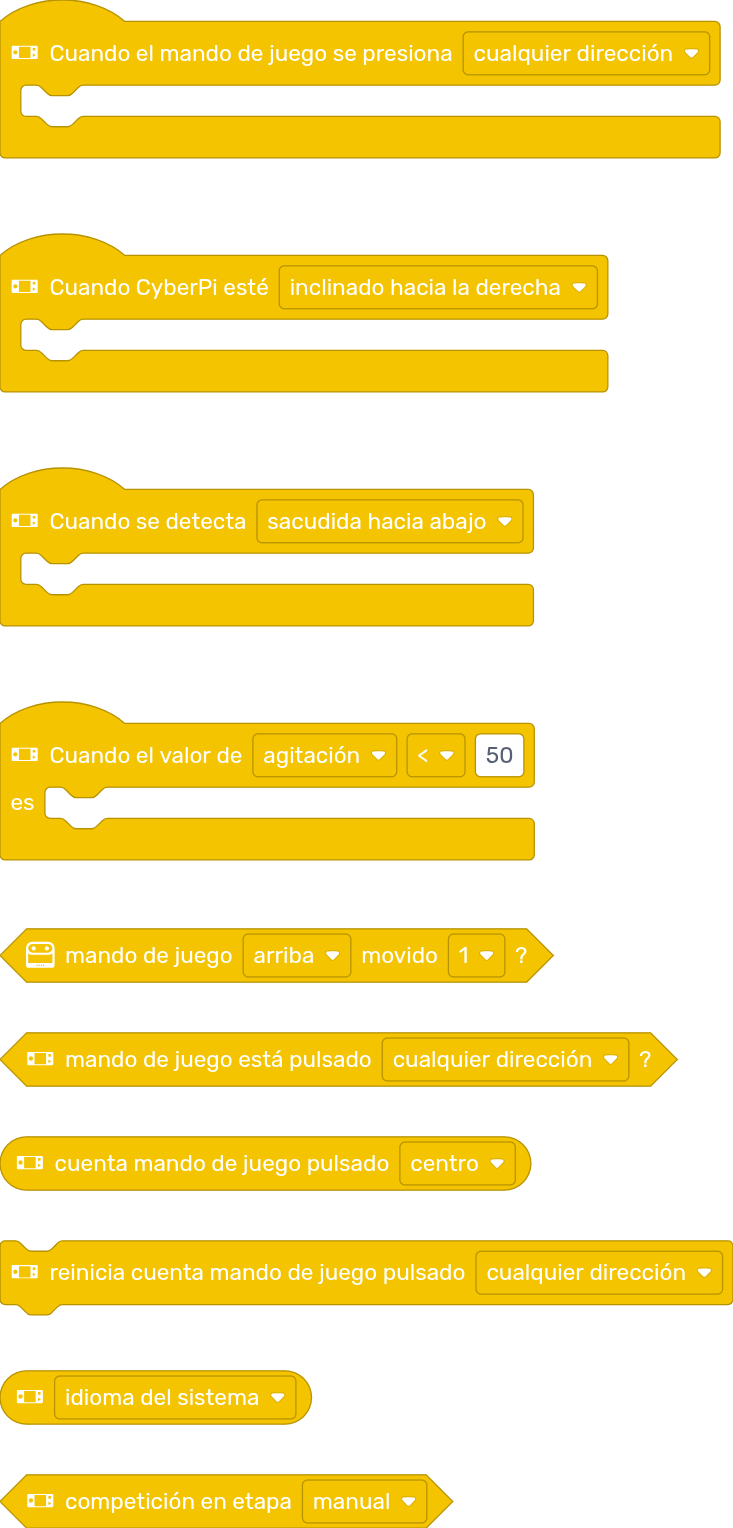 Cuando el mando de juego se presiona cualquier dirección
Cuando CyberPi esté inclinado hacia la derecha
Cuando se detecta sacudida hacia abajo
Cuando el valor de agitación < 50
es
mando de juego arriba movido 1 ?
mando de juego está pulsado cualquier dirección ?
cuenta mando de juego pulsado centro
reinicia cuenta mando de juego pulsado cualquier dirección
idioma del sistema
competición en etapa manual